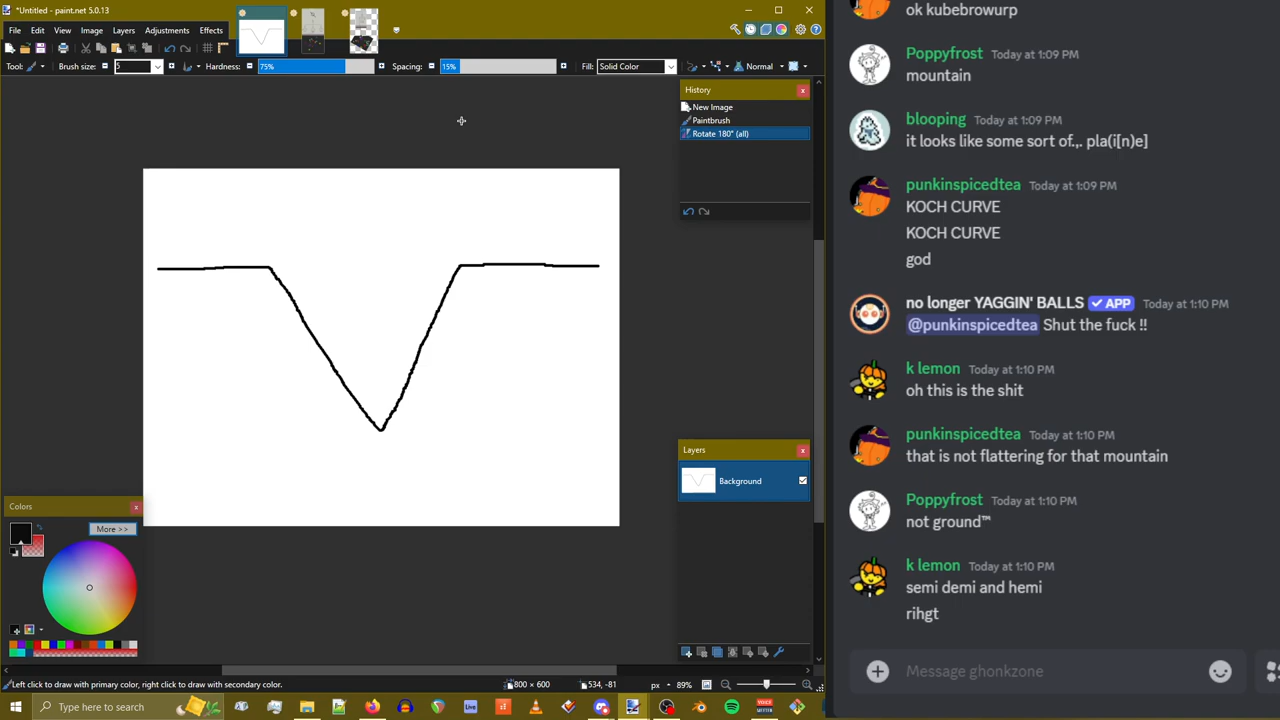 *Untitled - paint.net 5.0.13
File Edit View Image Layers Adjustments Effects
Tool: Brush size: 5 Hardness: 75% Spacing: 15% Fill: Solid Color Normal
History
New Image
Paintbrush
Rotate 180° (all)
Layers
Background
Colors
More >>
Left click to draw with primary color, right click to draw with secondary color.
800 × 600
534, -81
px
89%
Type here to search
ok kubebrowurp
Poppyfrost Today at 1:09 PM
mountain
blooping Today at 1:09 PM
it looks like some sort of.,. pla(i[n)e]
punkinspicedtea Today at 1:09 PM
KOCH CURVE
KOCH CURVE
god
no longer YAGGIN' BALLS ✓ APP Today at 1:10 PM
@punkinspicedtea Shut the fuck !!
k lemon Today at 1:10 PM
oh this is the shit
punkinspicedtea Today at 1:10 PM
that is not flattering for that mountain
Poppyfrost Today at 1:10 PM
not ground™
k lemon Today at 1:10 PM
semi demi and hemi
rihgt
Message ghonkzone